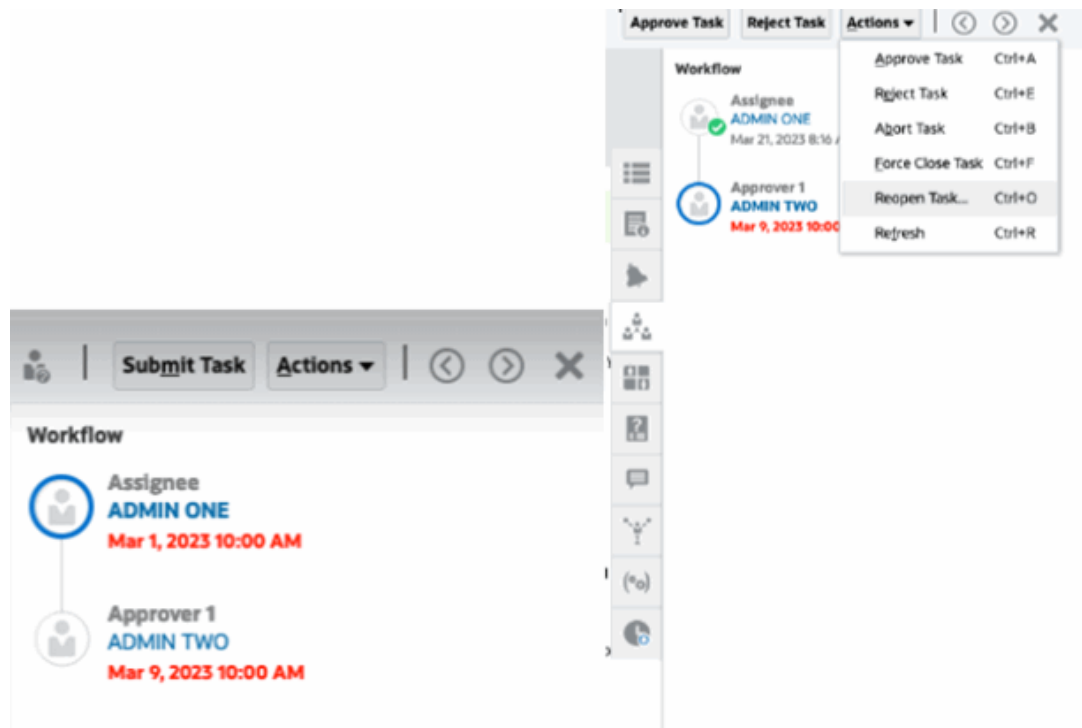 Submit Task Actions
Workflow
Assignee
ADMIN ONE
Mar 1, 2023 10:00 AM
Approver 1
ADMIN TWO
Mar 9, 2023 10:00 AM
Approve Task Reject Task Actions
Workflow
Assignee
ADMIN ONE
Mar 21, 2023 8:16
Approver 1
ADMIN TWO
Mar 9, 2023 10:00
Approve Task Ctrl+A
Reject Task Ctrl+E
Abort Task Ctrl+B
Force Close Task Ctrl+F
Reopen Task... Ctrl+O
Refresh Ctrl+R